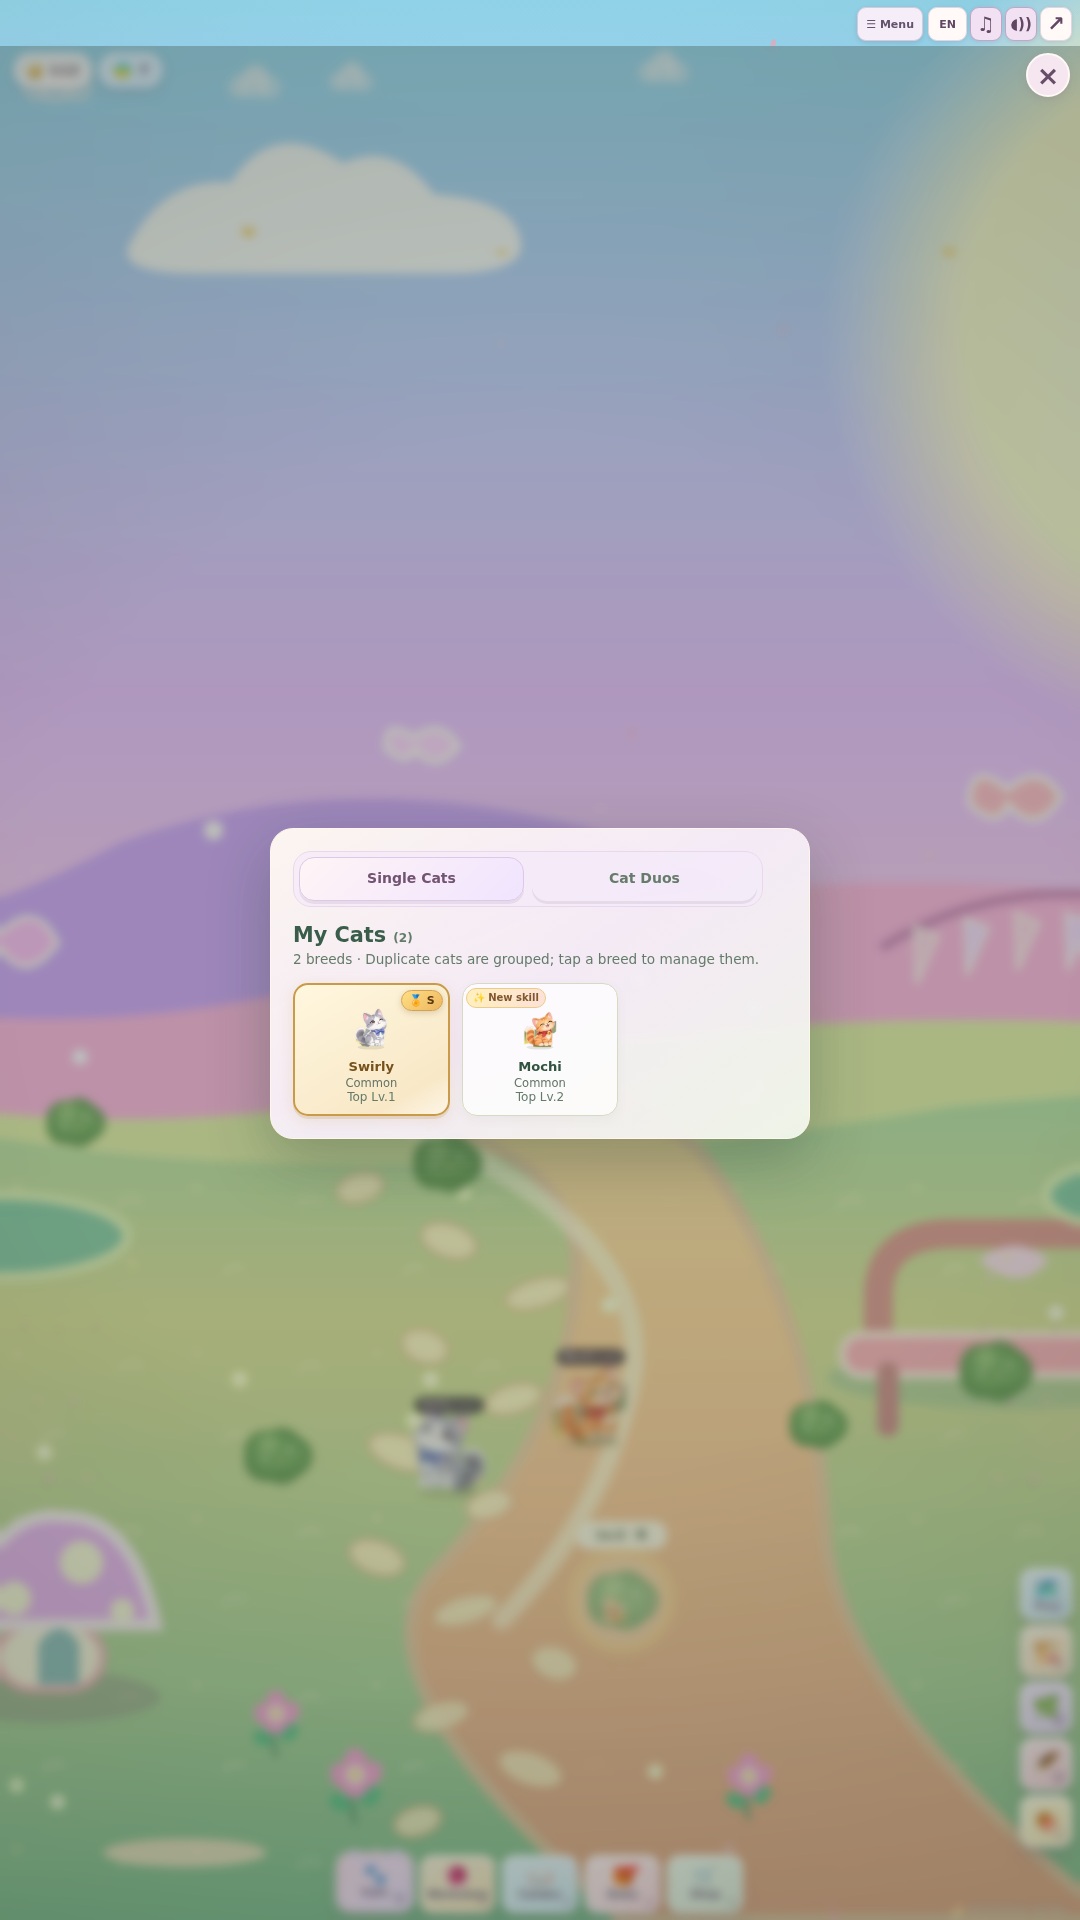 ☰ Menu EN
Single Cats Cat Duos
My Cats (2)
2 breeds · Duplicate cats are grouped; tap a breed to manage them.
S
Swirly
Common
Top Lv.1
✨ New skill
Mochi
Common
Top Lv.2